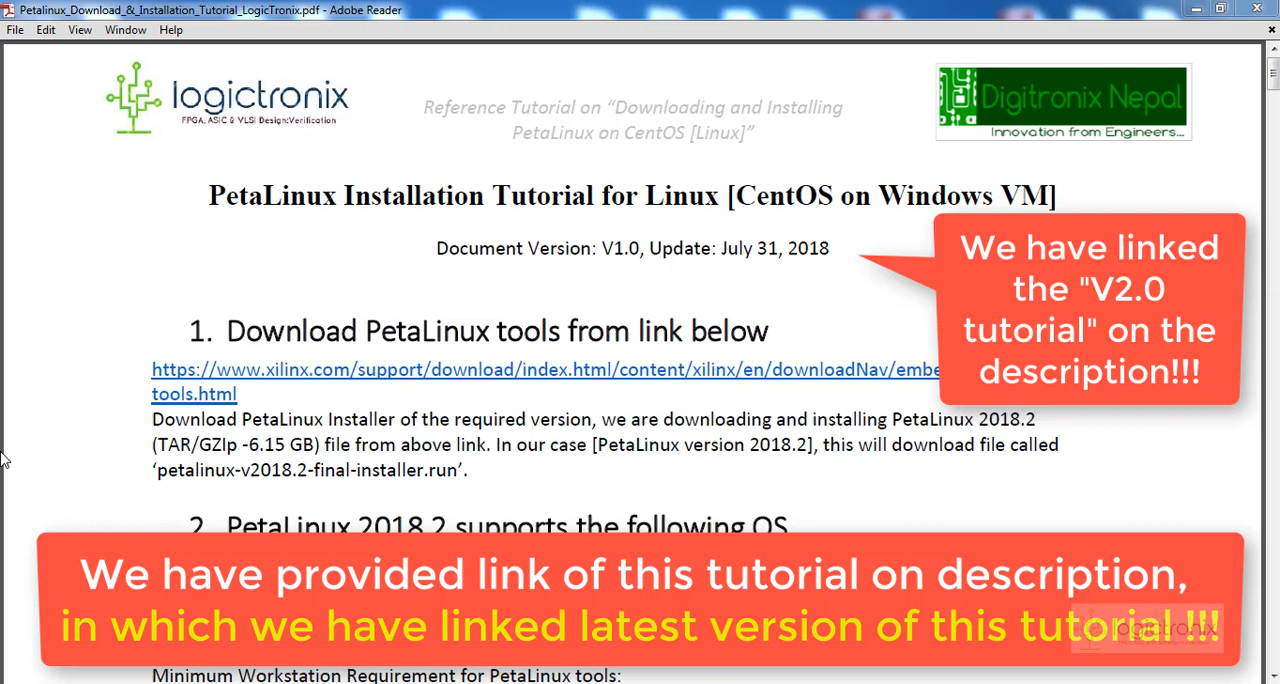 Petalinux_Download_&_Installation_Tutorial_LogicTronix.pdf - Adobe Reader
File Edit View Window Help
logictronix
FPGA, ASIC & VLSI Design:Verification
Reference Tutorial on “Downloading and Installing
PetaLinux on CentOS [Linux]”
Digitronix Nepal
Innovation from Engineers...
PetaLinux Installation Tutorial for Linux [CentOS on Windows VM]
Document Version: V1.0, Update: July 31, 2018
We have linked
the "V2.0
tutorial" on the
description!!!
1. Download PetaLinux tools from link below
https://www.xilinx.com/support/download/index.html/content/xilinx/en/downloadNav/embe
tools.html
Download PetaLinux Installer of the required version, we are downloading and installing PetaLinux 2018.2
(TAR/GZIp -6.15 GB) file from above link. In our case [PetaLinux version 2018.2], this will download file called
‘petalinux-v2018.2-final-installer.run’.
2. PetaLinux 2018.2 supports the following OS
We have provided link of this tutorial on description,
in which we have linked latest version of this tutorial !!!
logictronix
Minimum Workstation Requirement for PetaLinux tools: